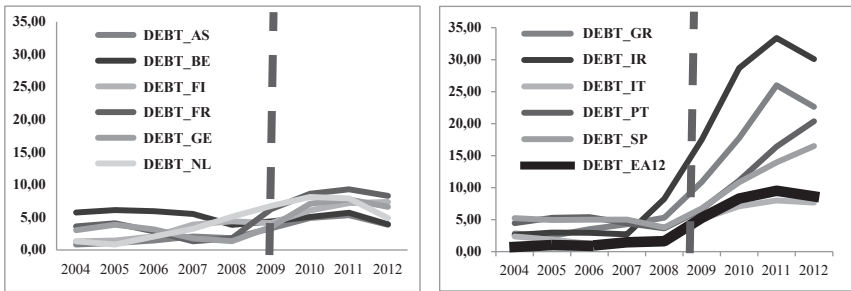 35,00
30,00
25,00
20,00
15,00
10,00
5,00
0,00
DEBT_AS
DEBT_BE
DEBT_FI
DEBT_FR
DEBT_GE
DEBT_NL
2004 2005 2006 2007 2008 2009 2010 2011 2012
35,00
30,00
25,00
20,00
15,00
10,00
5,00
0,00
DEBT_GR
DEBT_IR
DEBT_IT
DEBT_PT
DEBT_SP
DEBT_EA12
2004 2005 2006 2007 2008 2009 2010 2011 2012